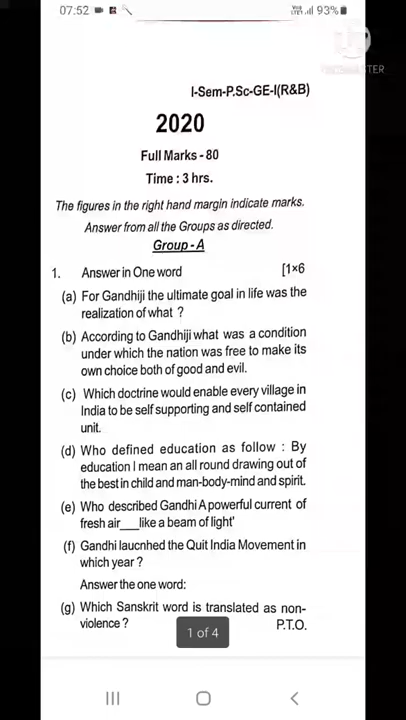 07:52
93%
I-Sem-P.Sc-GE-I(R&B)
2020
Full Marks - 80
Time : 3 hrs.
The figures in the right hand margin indicate marks.
Answer from all the Groups as directed.
Group - A
1. Answer in One word [1×6
(a) For Gandhiji the ultimate goal in life was the
realization of what ?
(b) According to Gandhiji what was a condition
under which the nation was free to make its
own choice both of good and evil.
(c) Which doctrine would enable every village in
India to be self supporting and self contained
unit.
(d) Who defined education as follow : By
education I mean an all round drawing out of
the best in child and man-body-mind and spirit.
(e) Who described Gandhi A powerful current of
fresh air___like a beam of light'
(f) Gandhi laucnhed the Quit India Movement in
which year ?
Answer the one word:
(g) Which Sanskrit word is translated as non-
violence ? P.T.O.
1 of 4